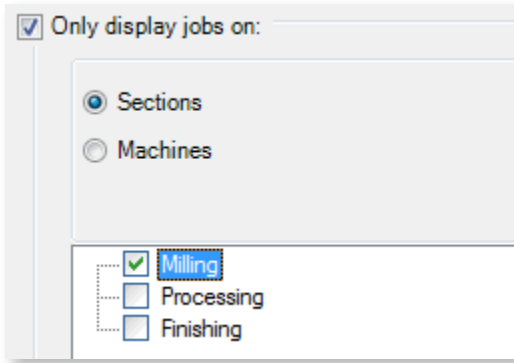 Only display jobs on:
Sections
Machines
Milling
Processing
Finishing